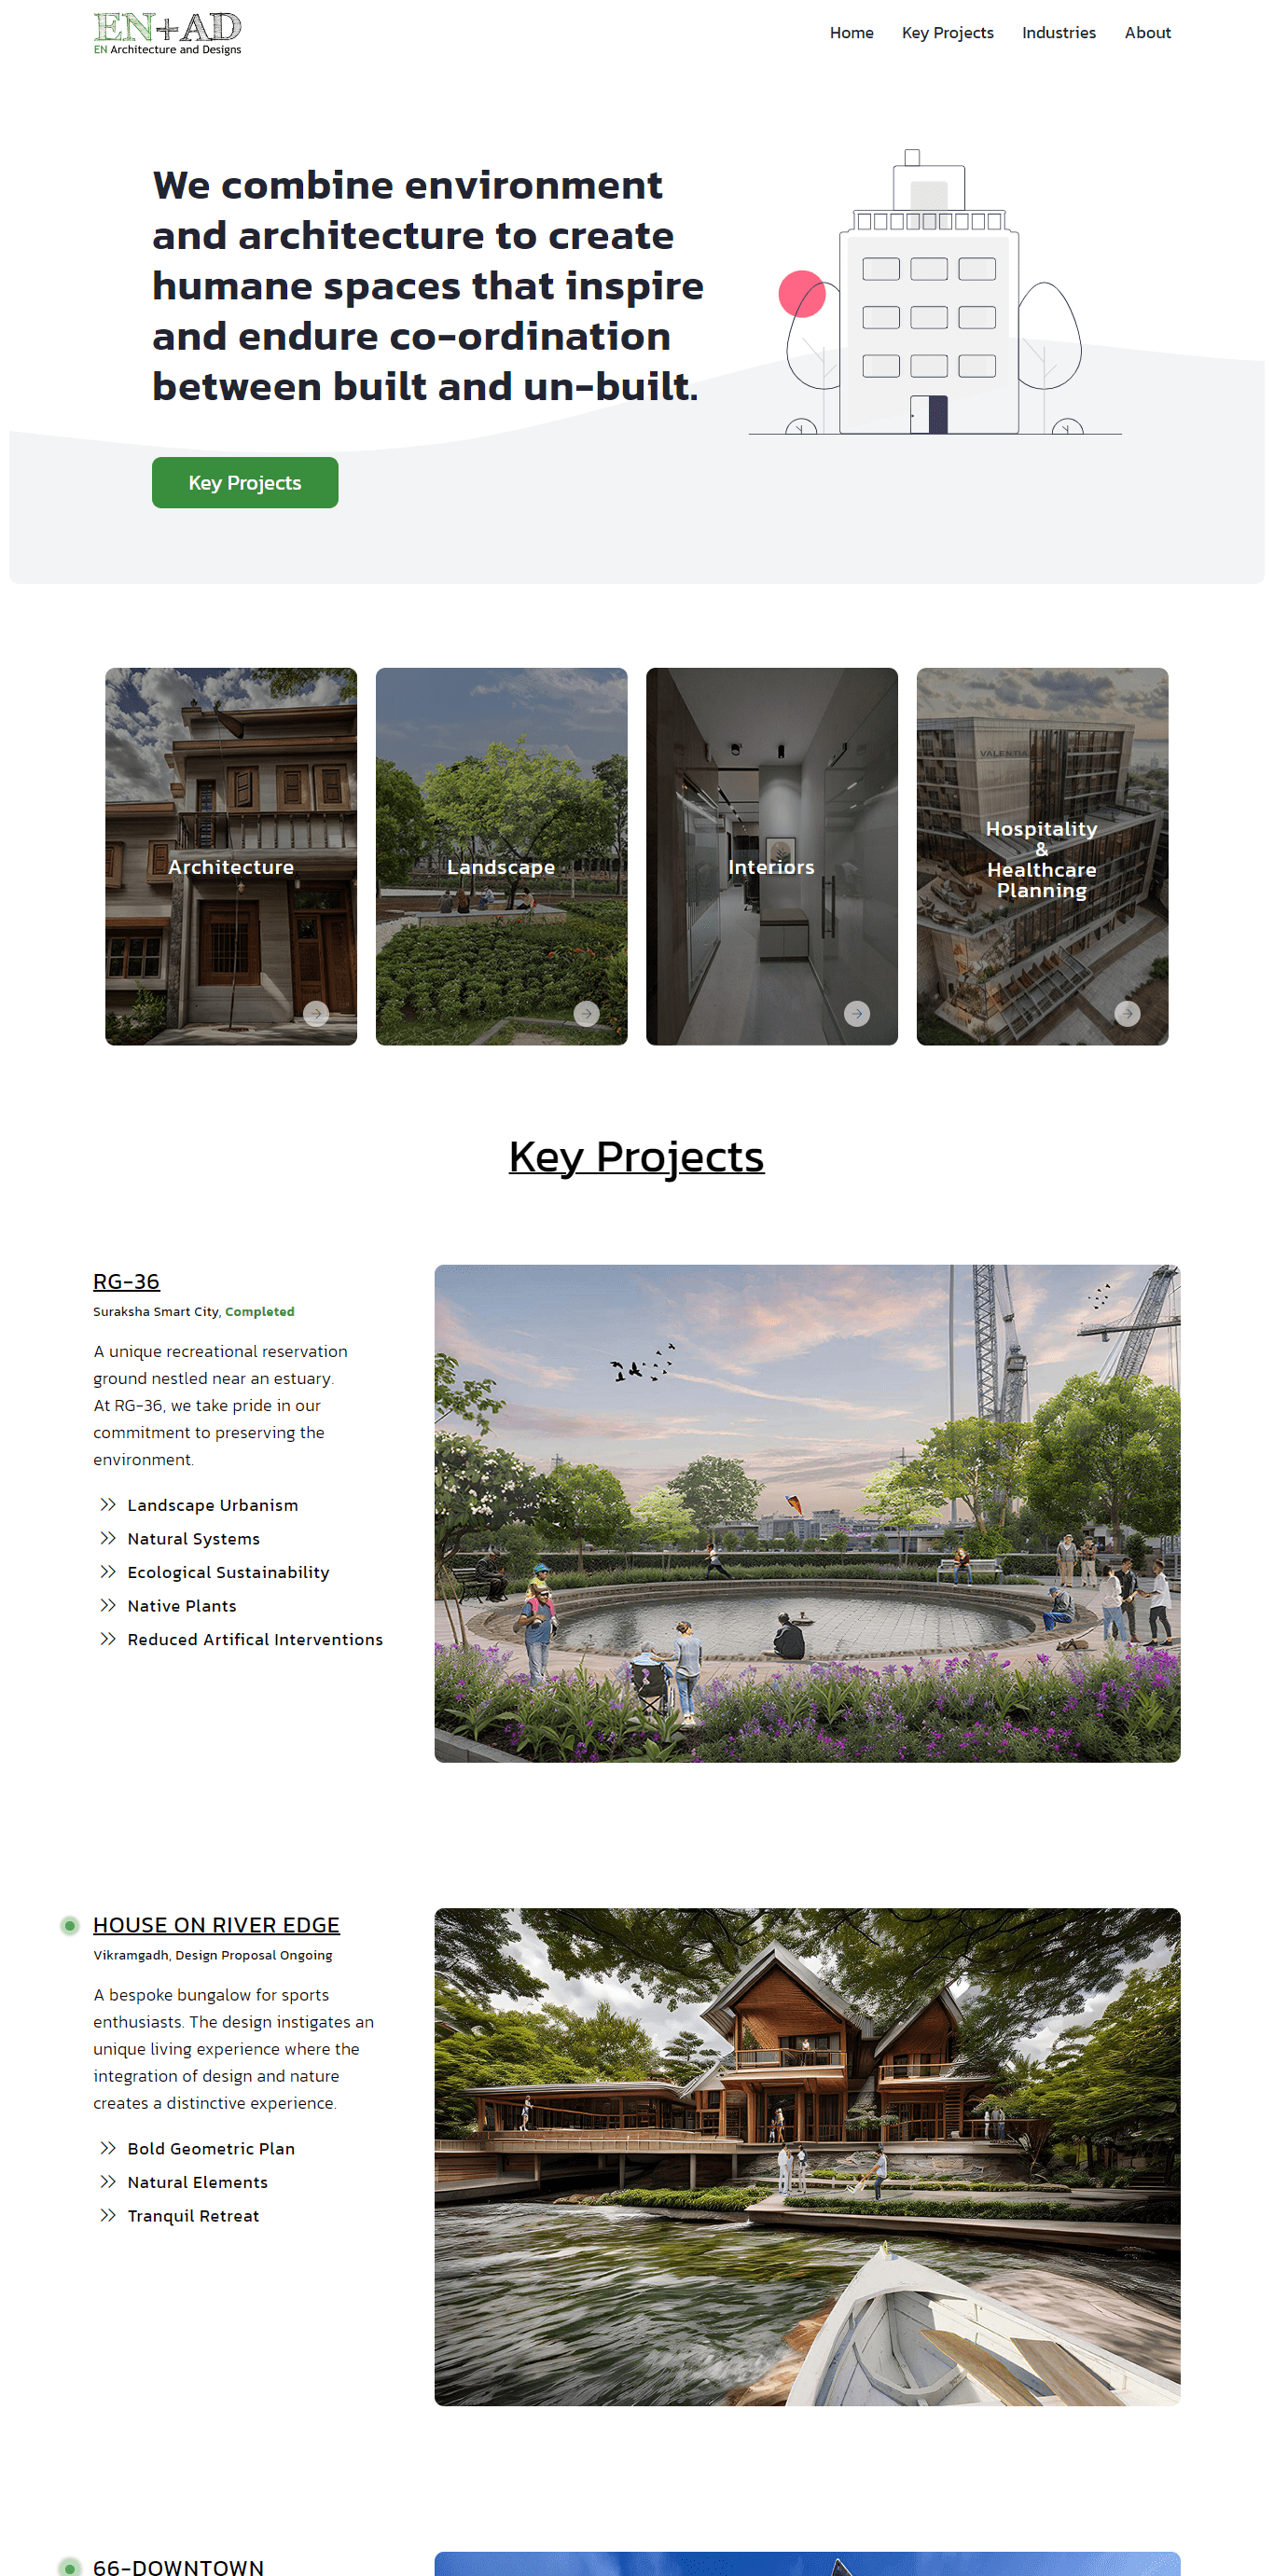 EN+AD
EN Architecture and Designs
Home Key Projects Industries About
We combine environment
and architecture to create
humane spaces that inspire
and endure co-ordination
between built and un-built.
Key Projects
Architecture
Landscape
Interiors
VALENTIA
Hospitality
&
Healthcare
Planning
Key Projects
RG-36
Suraksha Smart City, Completed
A unique recreational reservation
ground nestled near an estuary.
At RG-36, we take pride in our
commitment to preserving the
environment.
Landscape Urbanism
Natural Systems
Ecological Sustainability
Native Plants
Reduced Artifical Interventions
HOUSE ON RIVER EDGE
Vikramgadh, Design Proposal Ongoing
A bespoke bungalow for sports
enthusiasts. The design instigates an
unique living experience where the
integration of design and nature
creates a distinctive experience.
Bold Geometric Plan
Natural Elements
Tranquil Retreat
66-DOWNTOWN